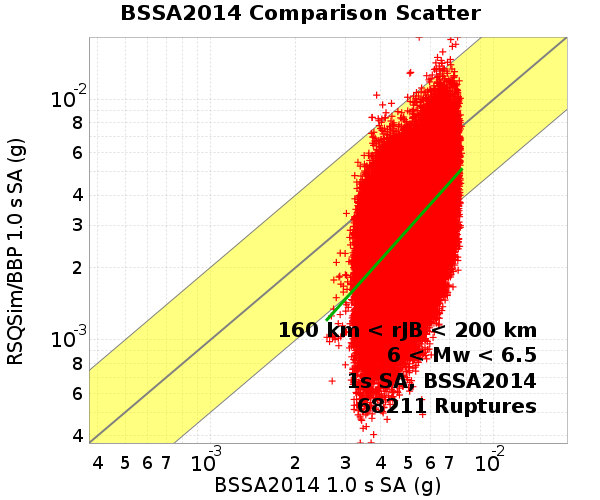 BSSA2014 Comparison Scatter
RSQSim/BBP 1.0 s SA (g)
10-2
8
6
4
3
2
10-3
8
6
4
160 km < rJB < 200 km
6 < Mw < 6.5
1s SA, BSSA2014
68211 Ruptures
4 5 6 7 10-3 2 3 4 5 6 7 10-2
BSSA2014 1.0 s SA (g)